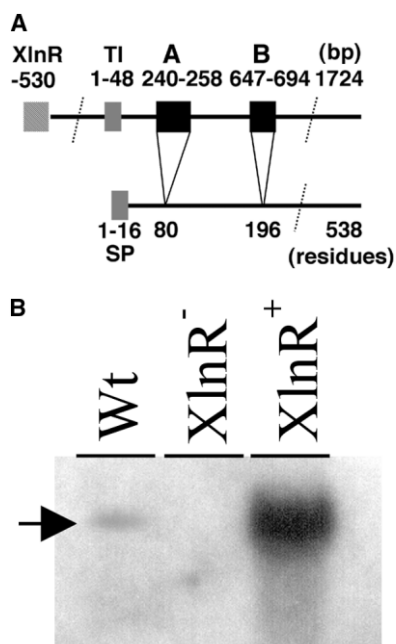 A
XlnR TI A B (bp)
-530 1-48 240-258 647-694 1724
1-16 80 196 538
SP (residues)
B
Wt
XlnR -
XlnR +